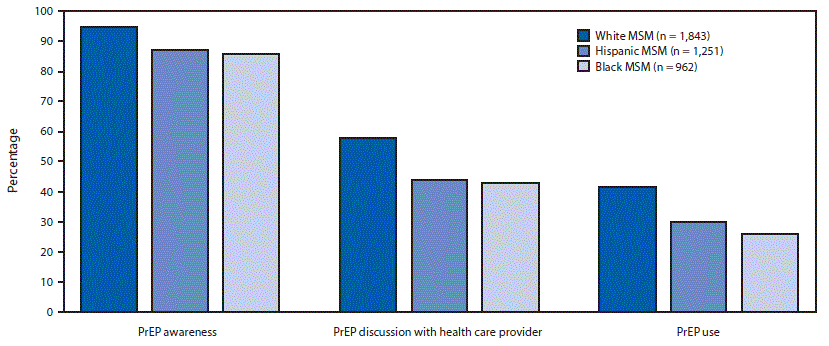 100
90
80
70
60
50
40
30
20
10
0
Percentage
White MSM (n = 1,843)
Hispanic MSM (n = 1,251)
Black MSM (n = 962)
PrEP awareness
PrEP discussion with health care provider
PrEP use